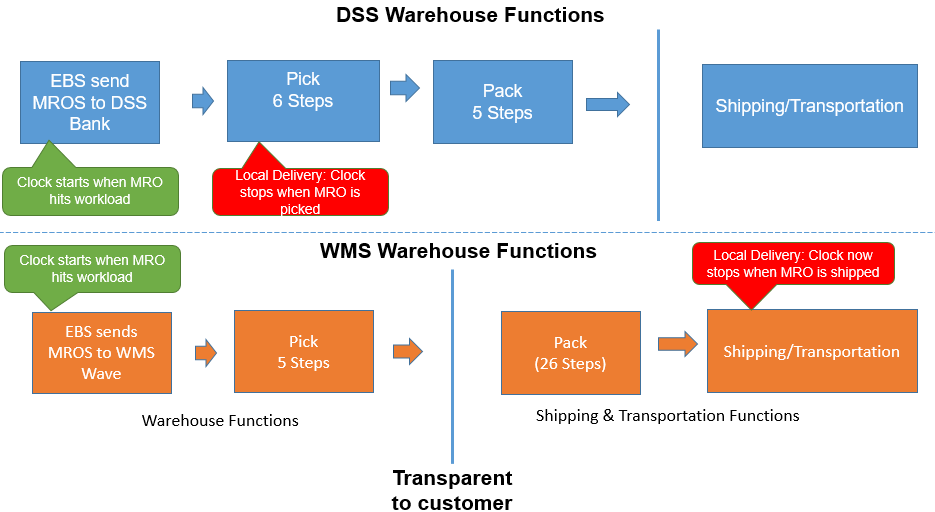 DSS Warehouse Functions
EBS send
MROS to DSS
Bank
Pick
6 Steps
Pack
5 Steps
Shipping/Transportation
Clock starts when MRO
hits workload
Local Delivery: Clock
stops when MRO is
picked
WMS Warehouse Functions
Clock starts when MRO
hits workload
Local Delivery: Clock now
stops when MRO is shipped
EBS sends
MROS to WMS
Wave
Pick
5 Steps
Pack
(26 Steps)
Shipping/Transportation
Warehouse Functions
Shipping & Transportation Functions
Transparent
to customer